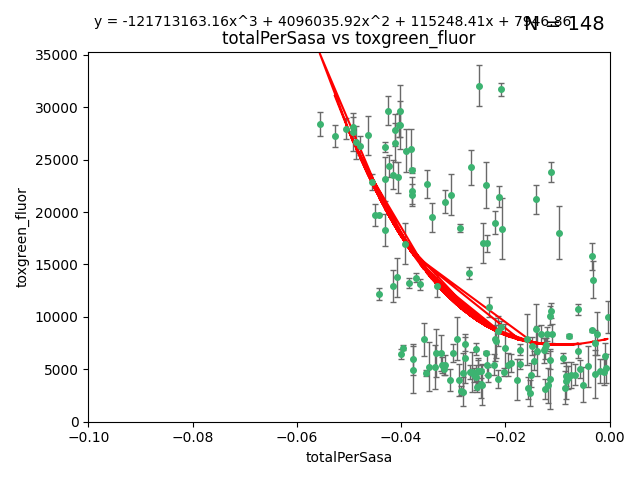 y = -121713163.16x^3 + 4096035.92x^2 + 115248.41x + 7946.86
N = 148
totalPerSasa vs toxgreen_fluor
35000
30000
25000
20000
15000
10000
5000
0
toxgreen_fluor
−0.10
−0.08
−0.06
−0.04
−0.02
0.00
totalPerSasa